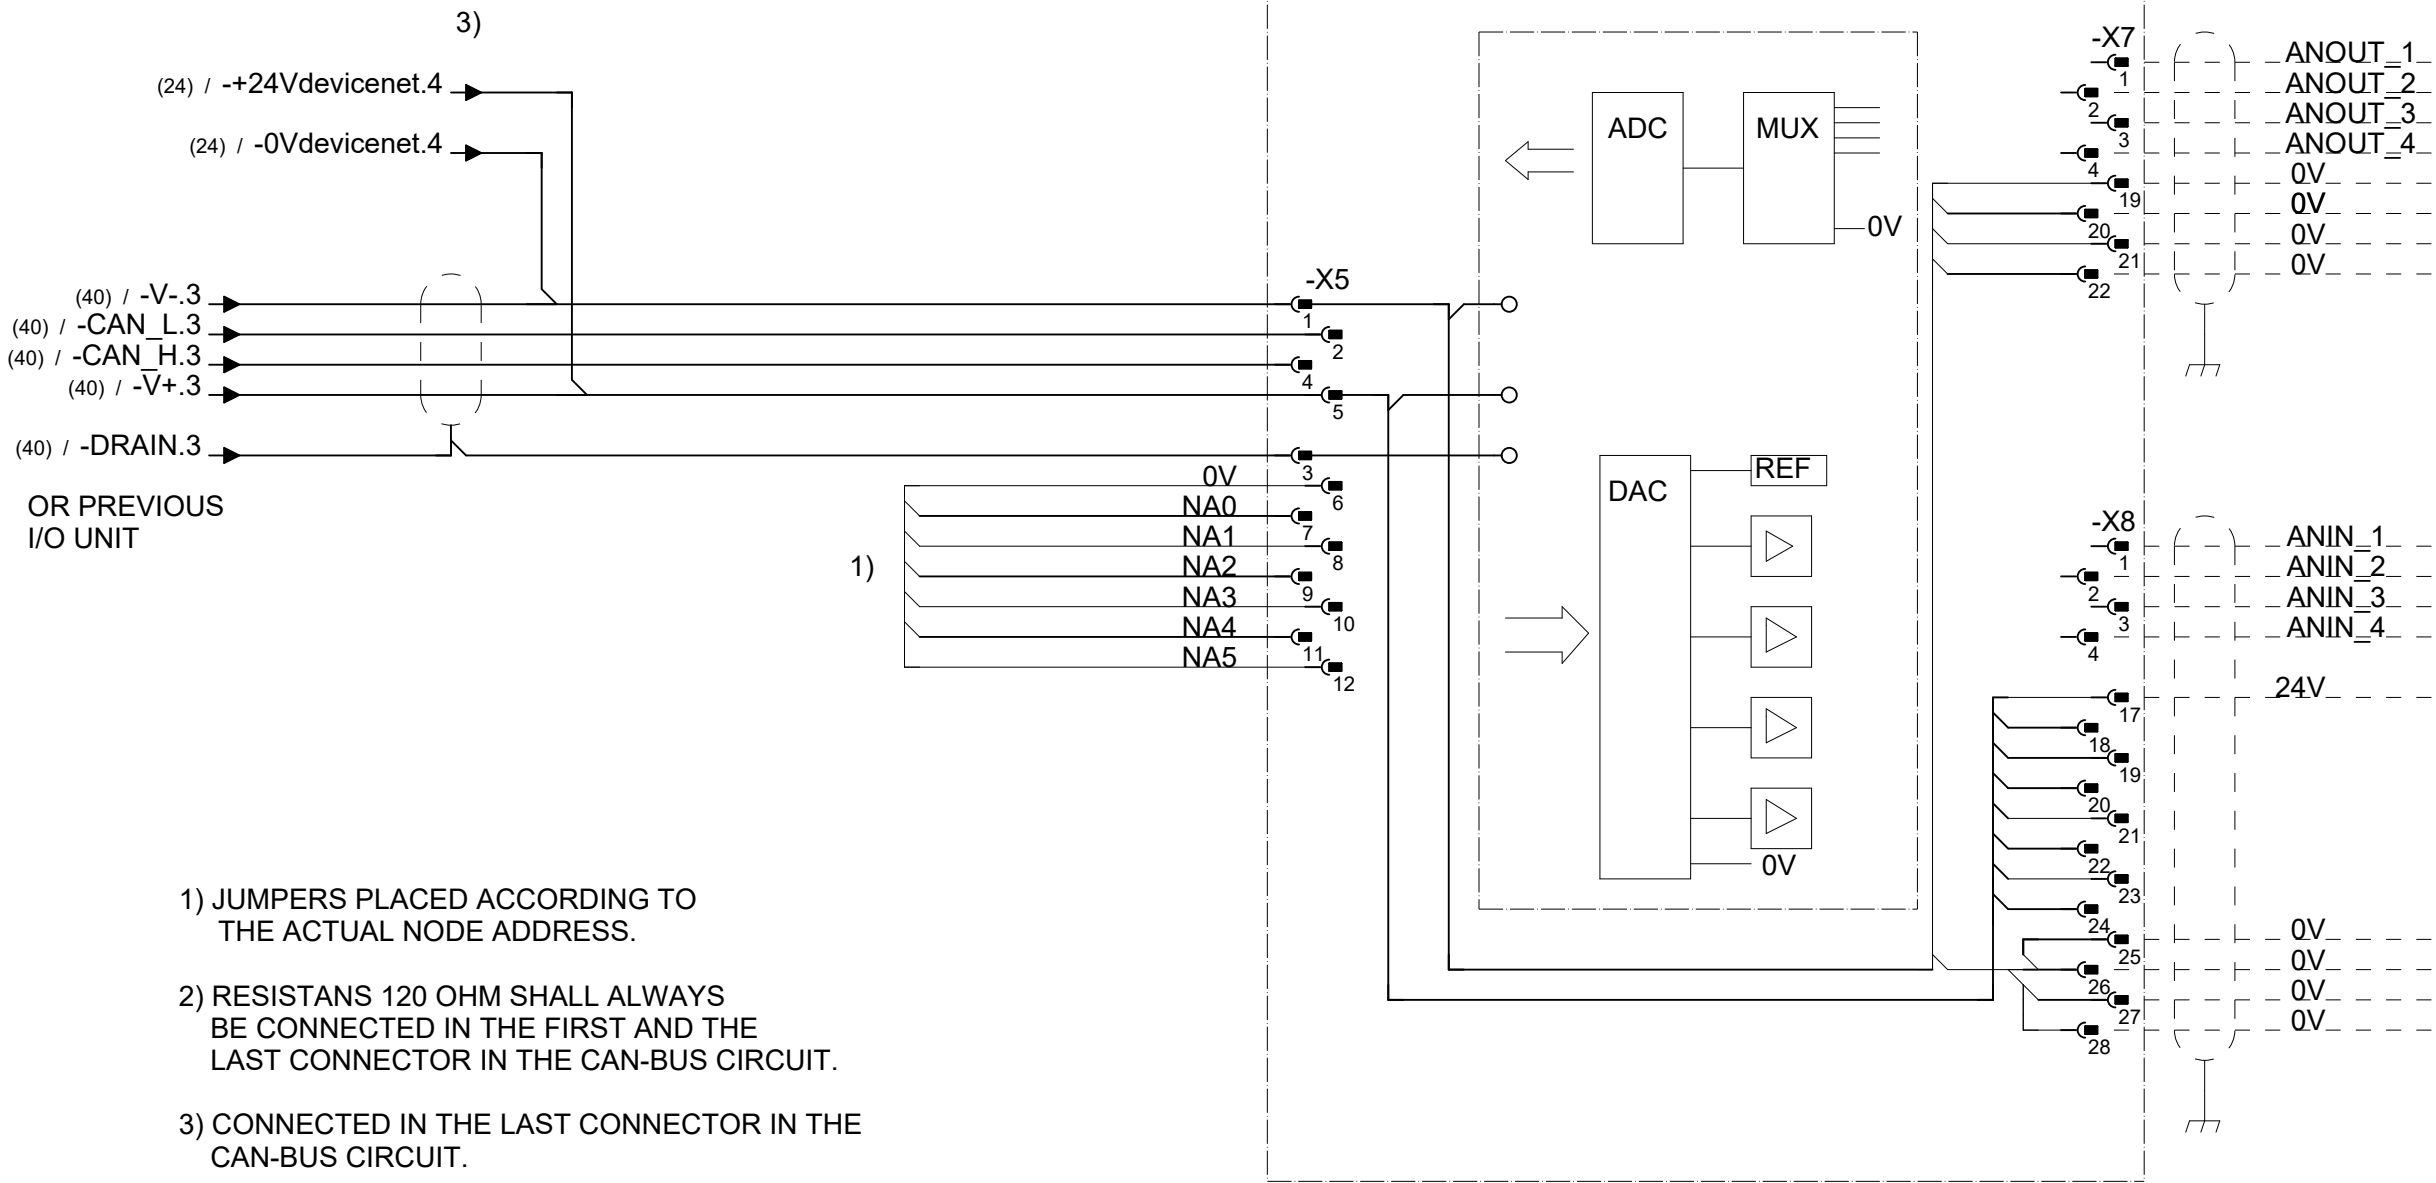 3)
(24) / -+24Vdevicenet.4
(24) / -0Vdevicenet.4
(40) / -V-.3
(40) / -CAN_L.3
(40) / -CAN_H.3
(40) / -V+.3
(40) / -DRAIN.3
OR PREVIOUS
I/O UNIT
1)
0V
NA0
NA1
NA2
NA3
NA4
NA5
-X5
1
2
4
5
3
6
7
8
9
10
11
12
ADC
MUX
0V
DAC
REF
0V
-X7
1
2
3
4
19
20
21
22
ANOUT_1
ANOUT_2
ANOUT_3
ANOUT_4
0V
0V
0V
0V
-X8
1
2
3
4
17
18
19
20
21
22
23
24
25
26
27
28
ANIN_1
ANIN_2
ANIN_3
ANIN_4
24V
0V
0V
0V
0V
1) JUMPERS PLACED ACCORDING TO
THE ACTUAL NODE ADDRESS.
2) RESISTANS 120 OHM SHALL ALWAYS
BE CONNECTED IN THE FIRST AND THE
LAST CONNECTOR IN THE CAN-BUS CIRCUIT.
3) CONNECTED IN THE LAST CONNECTOR IN THE
CAN-BUS CIRCUIT.